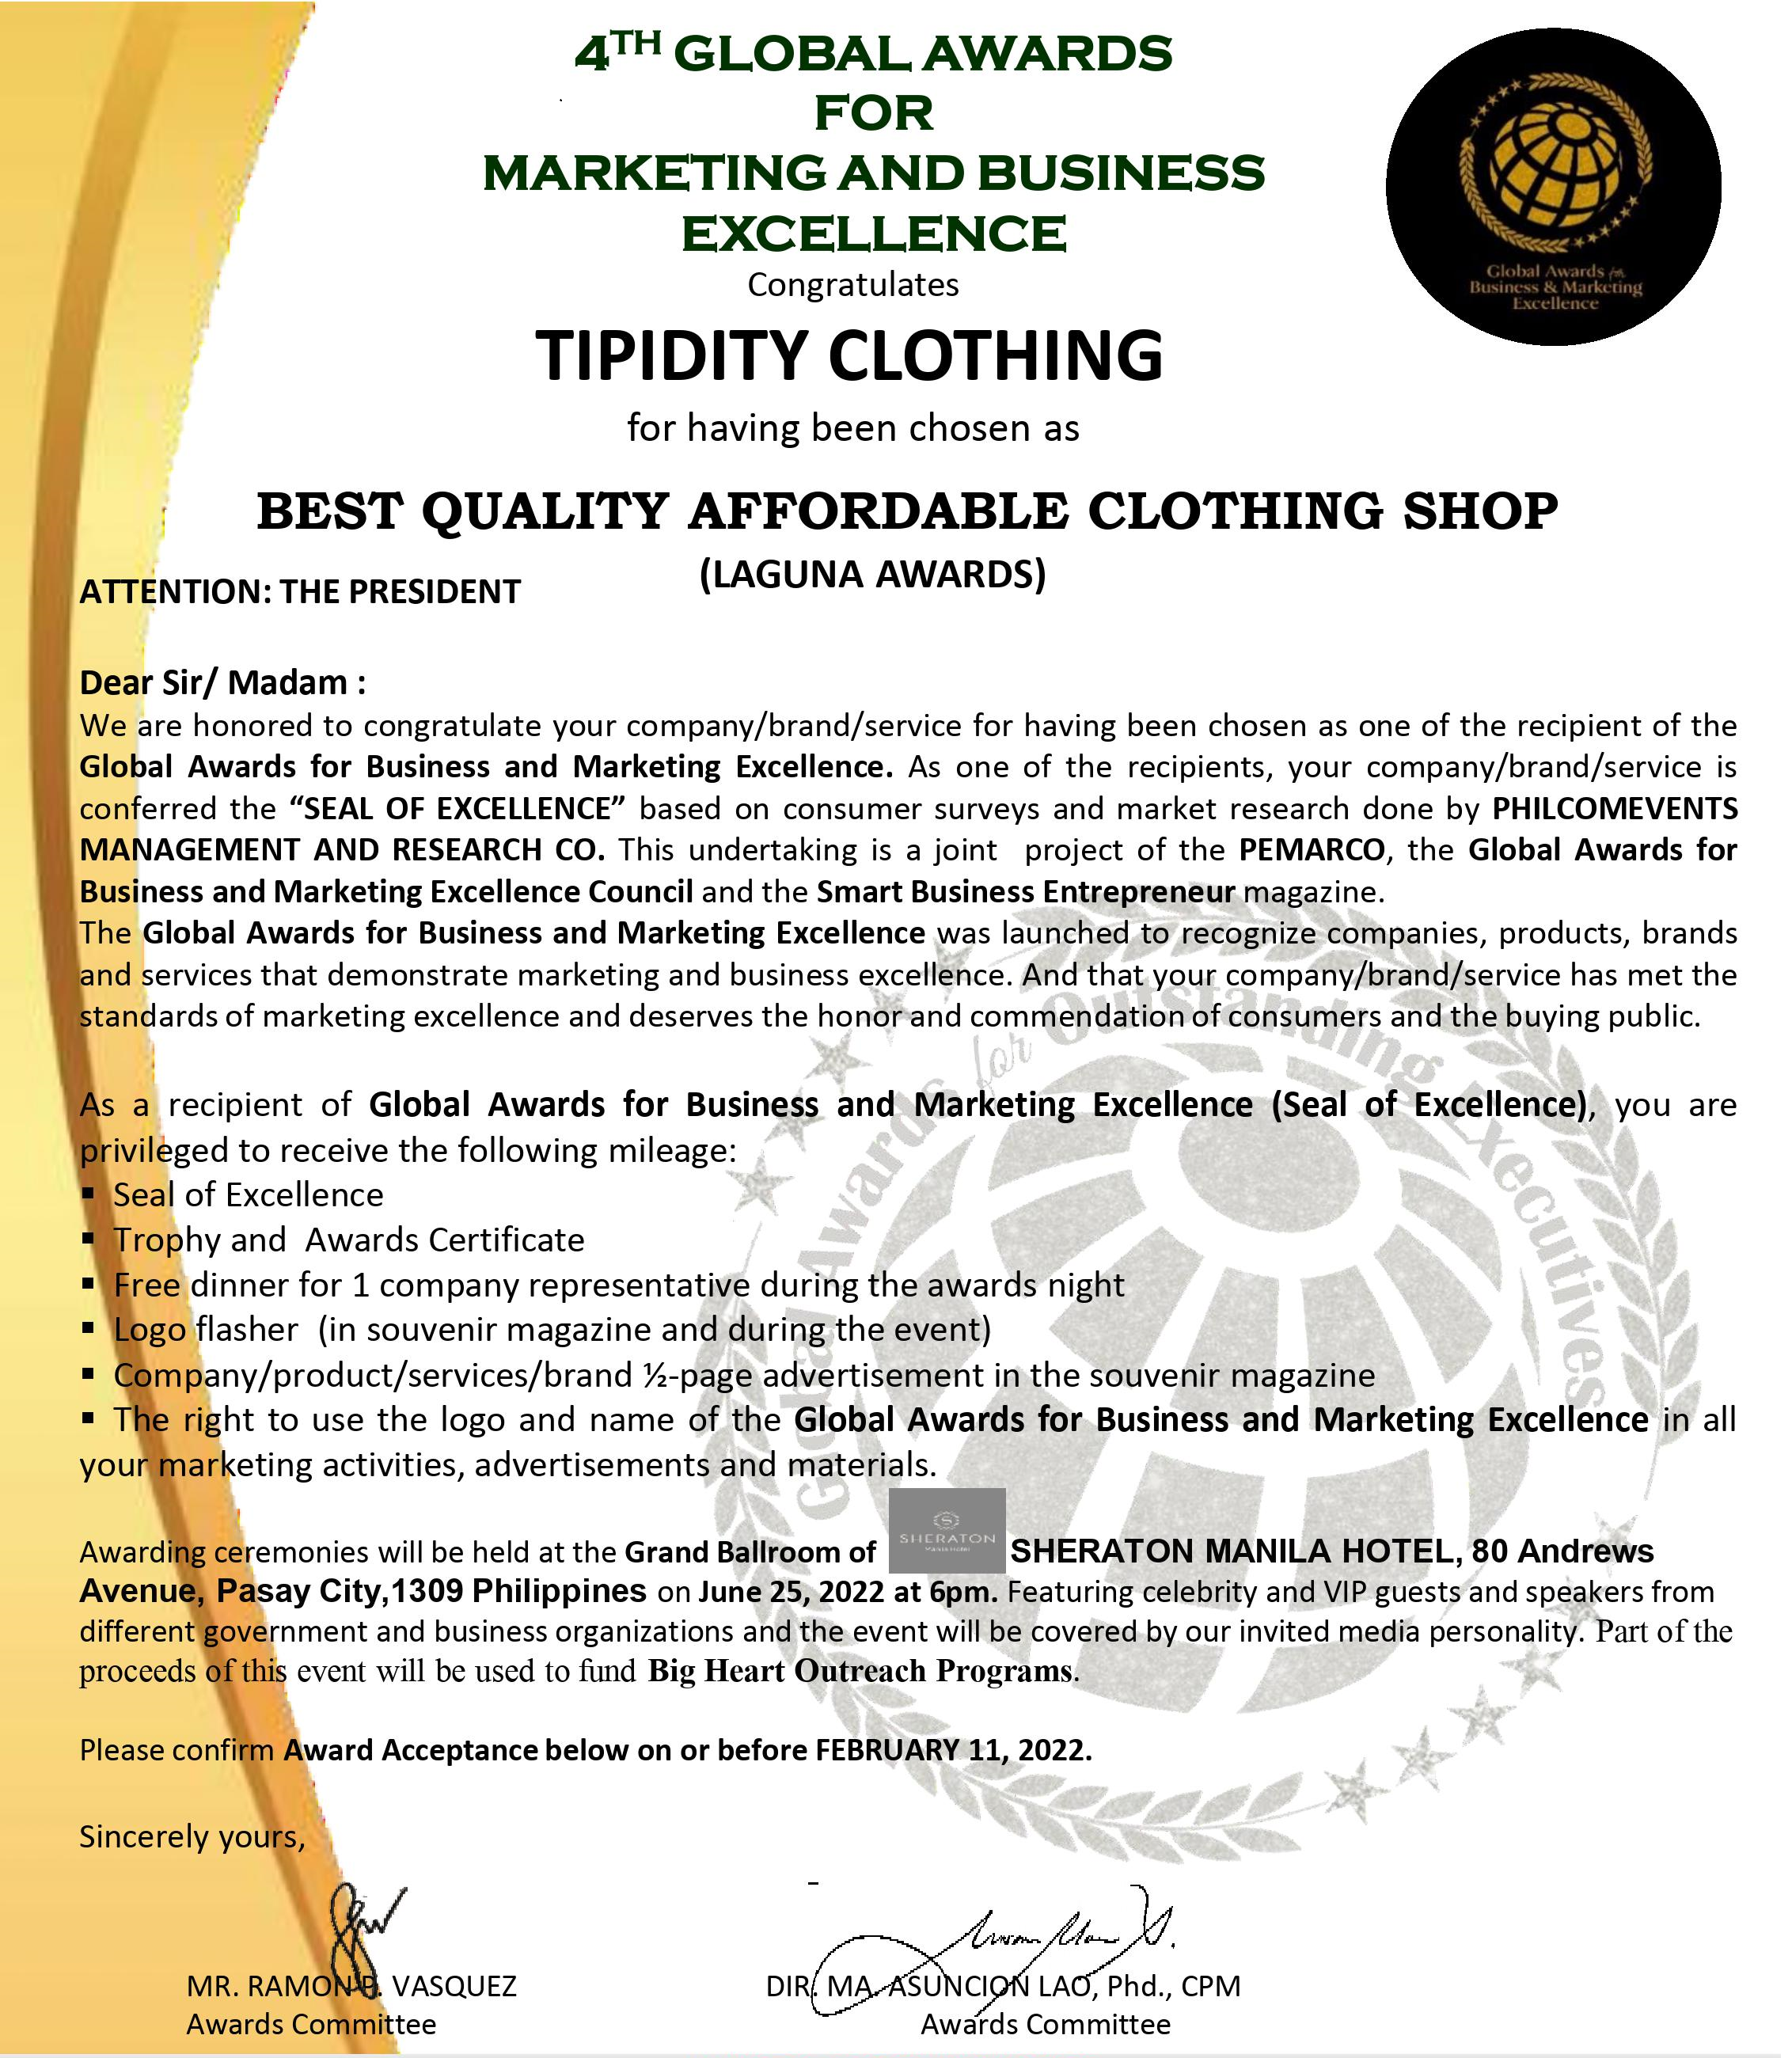 4TH GLOBAL AWARDS
FOR
MARKETING AND BUSINESS
EXCELLENCE
Global Awards for
Business & Marketing
Excellence
Congratulates
TIPIDITY CLOTHING
for having been chosen as
BEST QUALITY AFFORDABLE CLOTHING SHOP
(LAGUNA AWARDS)
ATTENTION: THE PRESIDENT
Dear Sir/ Madam :
We are honored to congratulate your company/brand/service for having been chosen as one of the recipient of the
Global Awards for Business and Marketing Excellence. As one of the recipients, your company/brand/service is
conferred the “SEAL OF EXCELLENCE” based on consumer surveys and market research done by PHILCOMEVENTS
MANAGEMENT AND RESEARCH CO. This undertaking is a joint project of the PEMARCO, the Global Awards for
Business and Marketing Excellence Council and the Smart Business Entrepreneur magazine.
The Global Awards for Business and Marketing Excellence was launched to recognize companies, products, brands
and services that demonstrate marketing and business excellence. And that your company/brand/service has met the
standards of marketing excellence and deserves the honor and commendation of consumers and the buying public.
As a recipient of Global Awards for Business and Marketing Excellence (Seal of Excellence), you are
privileged to receive the following mileage:
▪ Seal of Excellence
▪ Trophy and Awards Certificate
▪ Free dinner for 1 company representative during the awards night
▪ Logo flasher (in souvenir magazine and during the event)
▪ Company/product/services/brand ½-page advertisement in the souvenir magazine
▪ The right to use the logo and name of the Global Awards for Business and Marketing Excellence in all
your marketing activities, advertisements and materials.
Global Awards for Outstanding Executives
SHERATON
MANILA HOTEL
Awarding ceremonies will be held at the Grand Ballroom of SHERATON MANILA HOTEL, 80 Andrews
Avenue, Pasay City,1309 Philippines on June 25, 2022 at 6pm. Featuring celebrity and VIP guests and speakers from
different government and business organizations and the event will be covered by our invited media personality. Part of the
proceeds of this event will be used to fund Big Heart Outreach Programs.
Please confirm Award Acceptance below on or before FEBRUARY 11, 2022.
Sincerely yours,
MR. RAMON P. VASQUEZ
Awards Committee
DIR. MA. ASUNCION LAO, Phd., CPM
Awards Committee